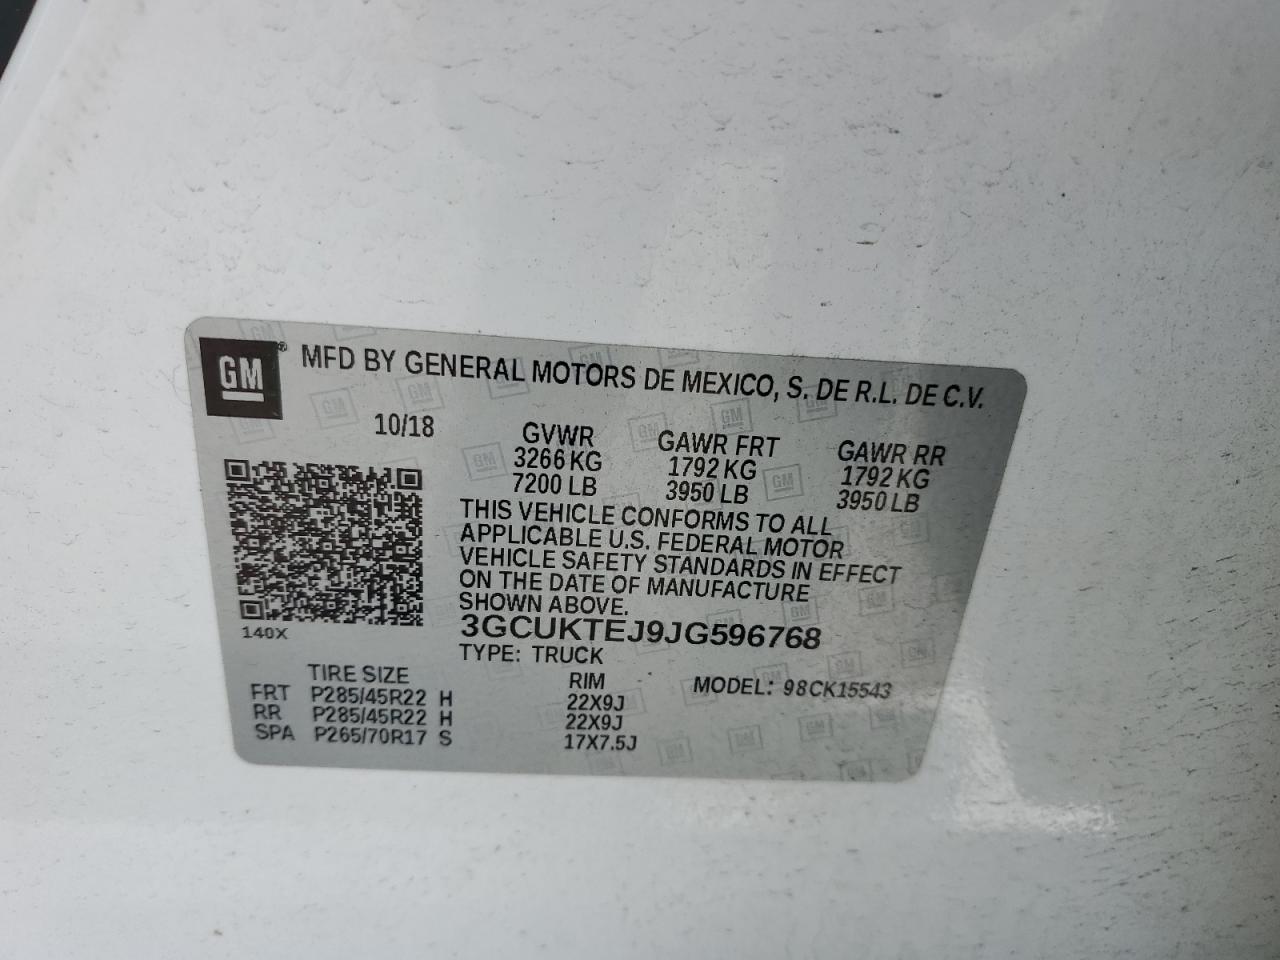 GM® MFD BY GENERAL MOTORS DE MEXICO, S. DE R.L. DE C.V.
10/18 GVWR GAWR FRT GAWR RR
3266 KG 1792 KG 1792 KG
7200 LB 3950 LB 3950 LB
THIS VEHICLE CONFORMS TO ALL
APPLICABLE U.S. FEDERAL MOTOR
VEHICLE SAFETY STANDARDS IN EFFECT
ON THE DATE OF MANUFACTURE
SHOWN ABOVE.
140X 3GCUKTEJ9JG596768
TYPE: TRUCK
TIRE SIZE RIM MODEL: 98CK15543
FRT P285/45R22 H 22X9J
RR P285/45R22 H 22X9J
SPA P265/70R17 S 17X7.5J